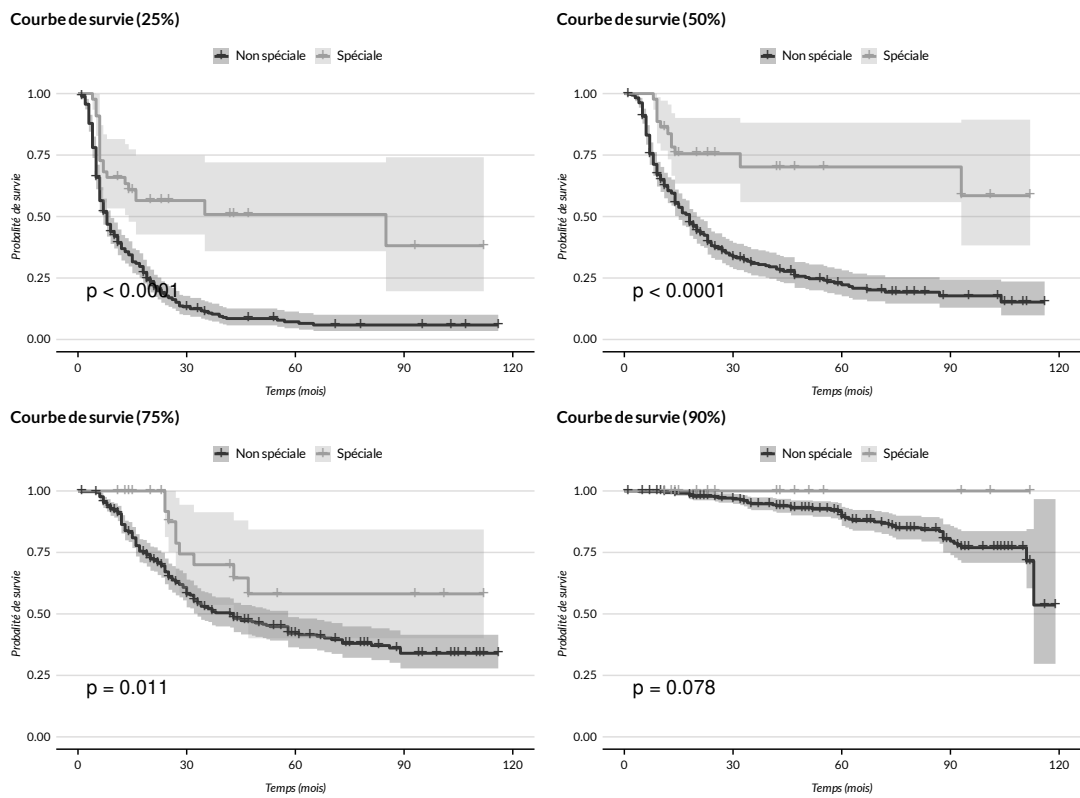 Courbe de survie (25%)
Non spéciale Spéciale
1.00
0.75
0.50
0.25
0.00
Probalité de survie
p < 0.0001
0 30 60 90 120
Temps (mois)
Courbe de survie (50%)
Non spéciale Spéciale
1.00
0.75
0.50
0.25
0.00
Probalité de survie
p < 0.0001
0 30 60 90 120
Temps (mois)
Courbe de survie (75%)
Non spéciale Spéciale
1.00
0.75
0.50
0.25
0.00
Probalité de survie
p = 0.011
0 30 60 90 120
Temps (mois)
Courbe de survie (90%)
Non spéciale Spéciale
1.00
0.75
0.50
0.25
0.00
Probalité de survie
p = 0.078
0 30 60 90 120
Temps (mois)